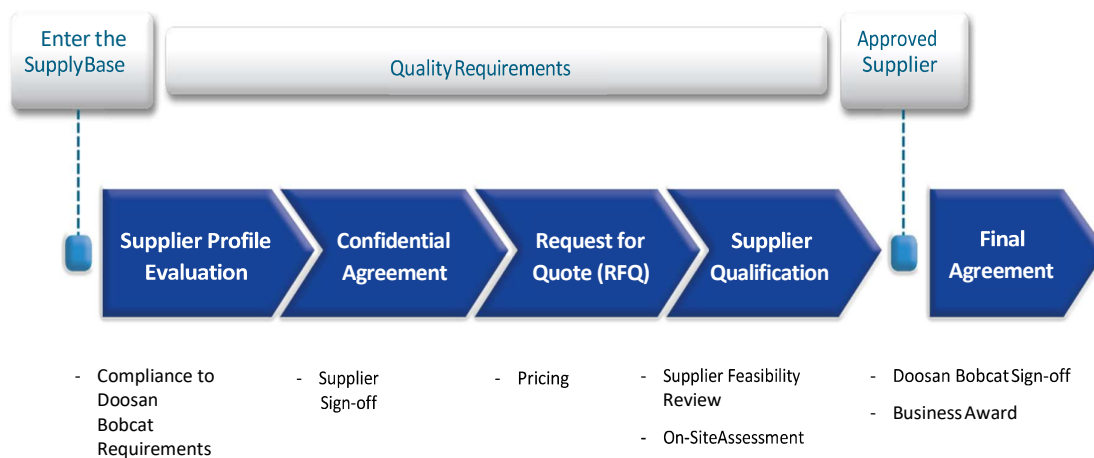 Enter the
SupplyBase
Quality Requirements
Approved
Supplier
Supplier Profile
Evaluation
Confidential
Agreement
Request for
Quote (RFQ)
Supplier
Qualification
Final
Agreement
- Compliance to
Doosan
Bobcat
Requirements
- Supplier
Sign-off
- Pricing
- Supplier Feasibility
Review
- On-SiteAssessment
- Doosan Bobcat Sign-off
- Business Award